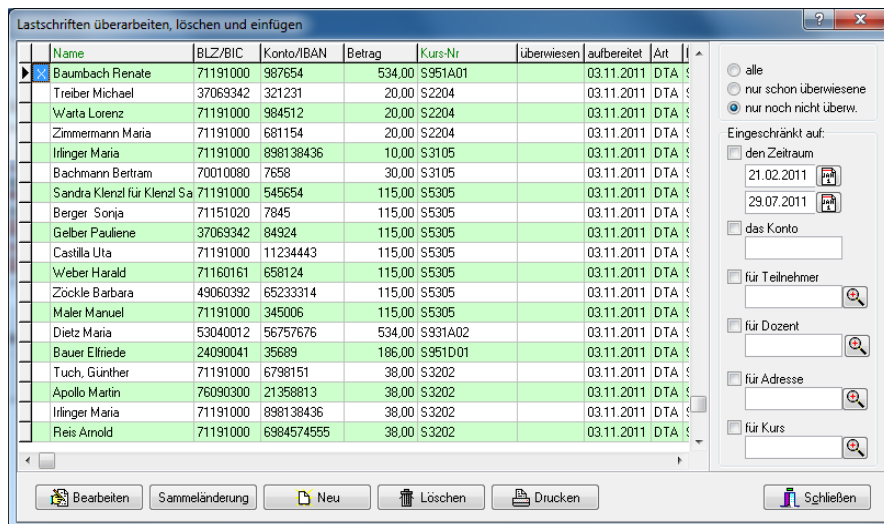 Lastschriften überarbeiten, löschen und einfügen
Name BLZ/BIC Konto/IBAN Betrag Kurs-Nr überwiesen aufbereitet Art
Baumbach Renate 71191000 987654 534,00 S951A01 03.11.2011 DTA
Treiber Michael 37069342 321231 20,00 S2204 03.11.2011 DTA
Warta Lorenz 71191000 984512 20,00 S2204 03.11.2011 DTA
Zimmermann Maria 71191000 681154 20,00 S2204 03.11.2011 DTA
Irlinger Maria 71191000 898138436 10,00 S3105 03.11.2011 DTA
Bachmann Bertram 70010080 7658 30,00 S3105 03.11.2011 DTA
Sandra Klenzl für Klenzl Sa 71191000 545654 115,00 S5305 03.11.2011 DTA
Berger Sonja 71151020 7845 115,00 S5305 03.11.2011 DTA
Gelber Pauliene 37069342 84924 115,00 S5305 03.11.2011 DTA
Castilla Uta 71191000 11234443 115,00 S5305 03.11.2011 DTA
Weber Harald 71160161 658124 115,00 S5305 03.11.2011 DTA
Zöckle Barbara 49060392 65233314 115,00 S5305 03.11.2011 DTA
Maler Manuel 71191000 345006 115,00 S5305 03.11.2011 DTA
Dietz Maria 53040012 56757676 534,00 S931A02 03.11.2011 DTA
Bauer Elfriede 24090041 35689 186,00 S951D01 03.11.2011 DTA
Tuch, Günther 71191000 6798151 38,00 S3202 03.11.2011 DTA
Apollo Martin 76090300 21358813 38,00 S3202 03.11.2011 DTA
Irlinger Maria 71191000 898138436 38,00 S3202 03.11.2011 DTA
Reis Arnold 71191000 6984574555 38,00 S3202 03.11.2011 DTA
alle
nur schon überwiesene
nur noch nicht überw.
Eingeschränkt auf:
den Zeitraum
21.02.2011
29.07.2011
das Konto
für Teilnehmer
für Dozent
für Adresse
für Kurs
Bearbeiten Sammeländerung Neu Löschen Drucken Schließen